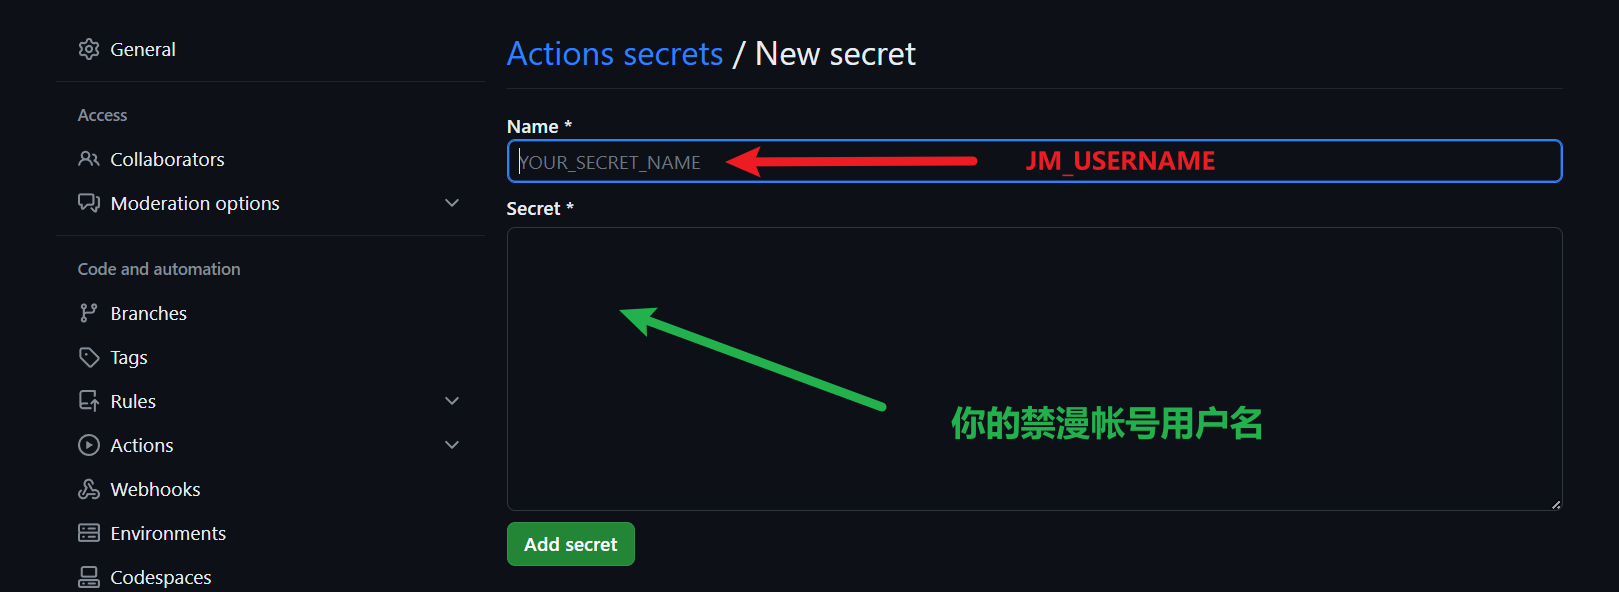 General
Access
Collaborators
Moderation options
Code and automation
Branches
Tags
Rules
Actions
Webhooks
Environments
Codespaces
Actions secrets / New secret
Name *
YOUR_SECRET_NAME
JM_USERNAME
Secret *
你的禁漫帐号用户名
Add secret